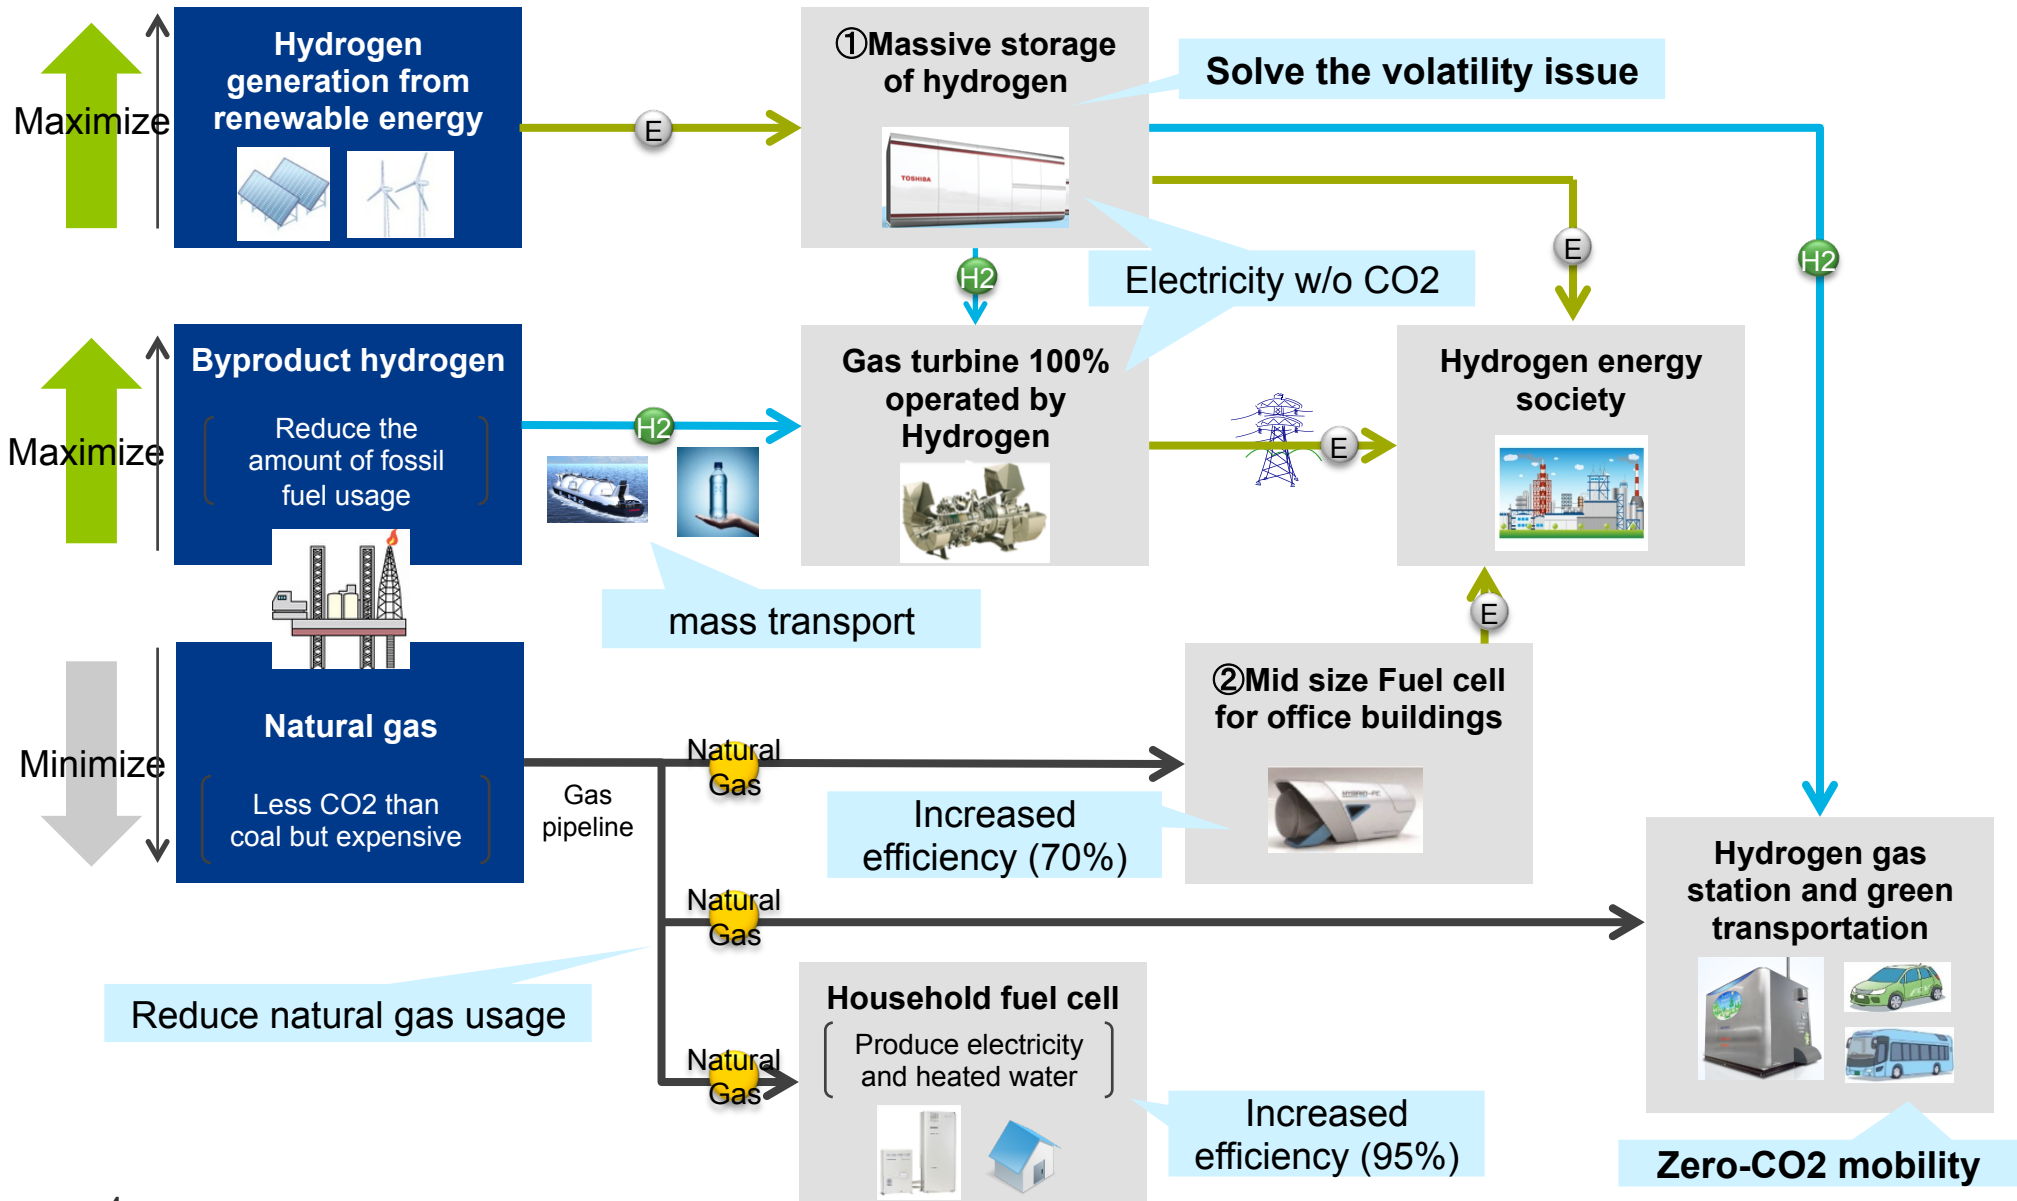 Maximize
Hydrogen
generation from
renewable energy
E
①Massive storage
of hydrogen
TOSHIBA
Solve the volatility issue
H2
Electricity w/o CO2
E
H2
Maximize
Byproduct hydrogen
Reduce the
amount of fossil
fuel usage
H2
mass transport
Gas turbine 100%
operated by
Hydrogen
E
Hydrogen energy
society
E
Minimize
Natural gas
Less CO2 than
coal but expensive
Gas
pipeline
Natural
Gas
②Mid size Fuel cell
for office buildings
HYBRID-FC
Increased
efficiency (70%)
Natural
Gas
Hydrogen gas
station and green
transportation
Reduce natural gas usage
Natural
Gas
Household fuel cell
Produce electricity
and heated water
Increased
efficiency (95%)
Zero-CO2 mobility